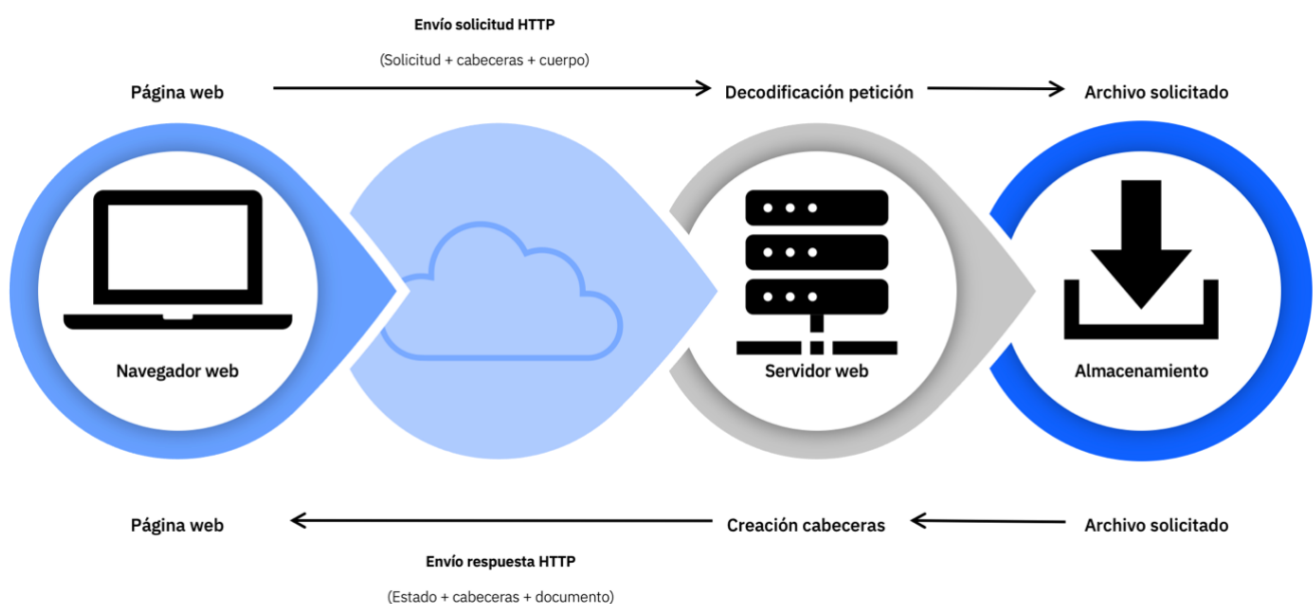 Envío solicitud HTTP
(Solicitud + cabeceras + cuerpo)
Página web
Decodificación petición
Archivo solicitado
Navegador web
Servidor web
Almacenamiento
Página web
Creación cabeceras
Archivo solicitado
Envío respuesta HTTP
(Estado + cabeceras + documento)